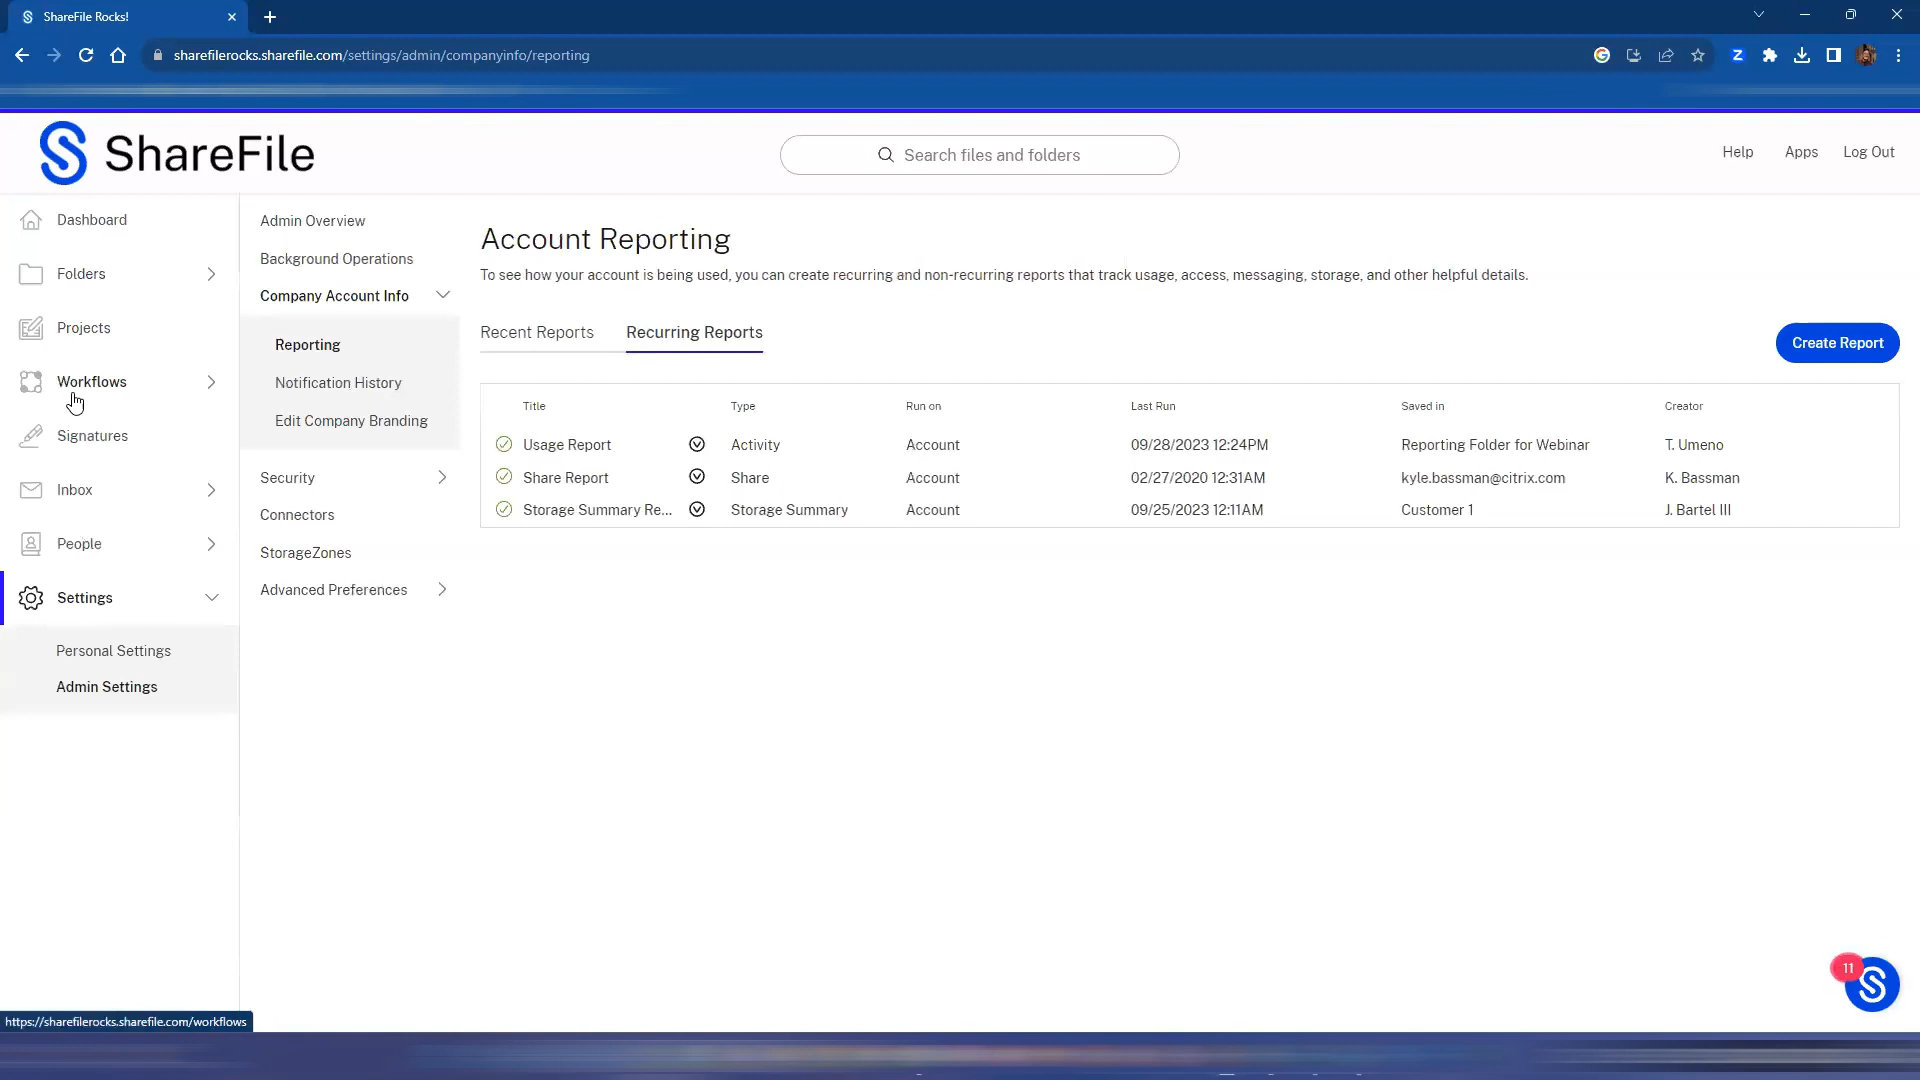 ShareFile Rocks!
sharefilerocks.sharefile.com/settings/admin/companyinfo/reporting
Z
ShareFile
Search files and folders
Help
Apps
Log Out
Dashboard
Folders
Projects
Workflows
Signatures
Inbox
People
Settings
Personal Settings
Admin Settings
Admin Overview
Background Operations
Company Account Info
Reporting
Notification History
Edit Company Branding
Security
Connectors
StorageZones
Advanced Preferences
Account Reporting
To see how your account is being used, you can create recurring and non-recurring reports that track usage, access, messaging, storage, and other helpful details.
Recent Reports Recurring Reports
Create Report
Title Type Run on Last Run Saved in Creator
Usage Report Activity Account 09/28/2023 12:24PM Reporting Folder for Webinar T. Umeno
Share Report Share Account 02/27/2020 12:31AM kyle.bassman@citrix.com K. Bassman
Storage Summary Re... Storage Summary Account 09/25/2023 12:11AM Customer 1 J. Bartel III
11
https://sharefilerocks.sharefile.com/workflows